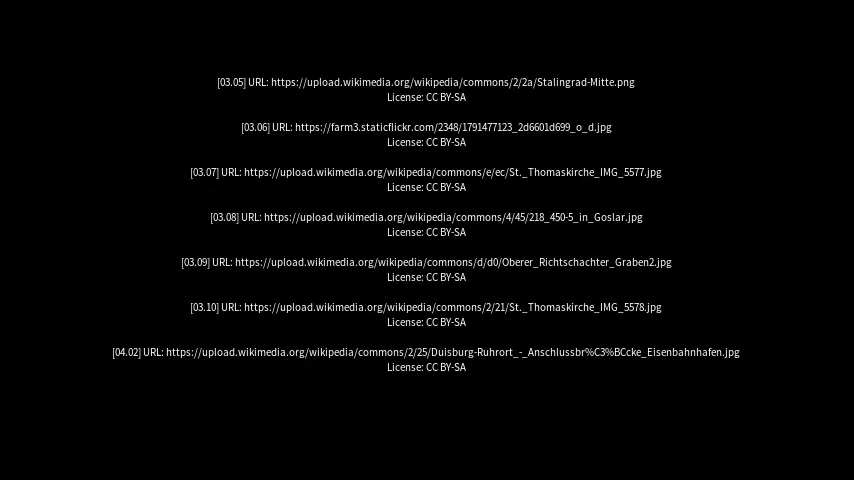 [03.05] URL: https://upload.wikimedia.org/wikipedia/commons/2/2a/Stalingrad-Mitte.png
License: CC BY-SA
[03.06] URL: https://farm3.staticflickr.com/2348/1791477123_2d6601d699_o_d.jpg
License: CC BY-SA
[03.07] URL: https://upload.wikimedia.org/wikipedia/commons/e/ec/St._Thomaskirche_IMG_5577.jpg
License: CC BY-SA
[03.08] URL: https://upload.wikimedia.org/wikipedia/commons/4/45/218_450-5_in_Goslar.jpg
License: CC BY-SA
[03.09] URL: https://upload.wikimedia.org/wikipedia/commons/d/d0/Oberer_Richtschachter_Graben2.jpg
License: CC BY-SA
[03.10] URL: https://upload.wikimedia.org/wikipedia/commons/2/21/St._Thomaskirche_IMG_5578.jpg
License: CC BY-SA
[04.02] URL: https://upload.wikimedia.org/wikipedia/commons/2/25/Duisburg-Ruhrort_-_Anschlussbr%C3%BCcke_Eisenbahnhafen.jpg
License: CC BY-SA